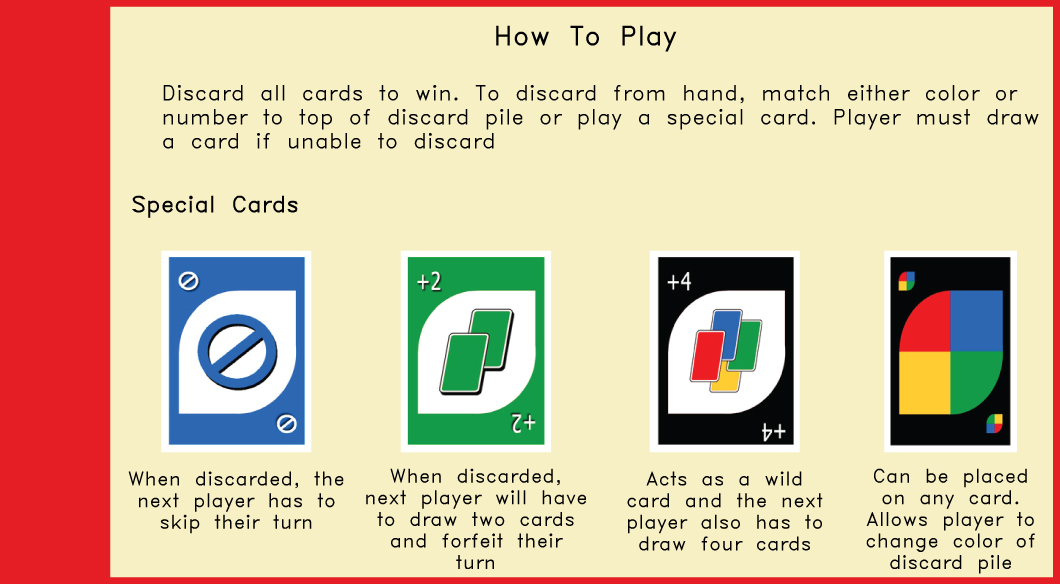 How To Play
Discard all cards to win. To discard from hand, match either color or
number to top of discard pile or play a special card. Player must draw
a card if unable to discard
Special Cards
+2
+2
+4
+4
When discarded, the
next player has to
skip their turn
When discarded,
next player will have
to draw two cards
and forfeit their
turn
Acts as a wild
card and the next
player also has to
draw four cards
Can be placed
on any card.
Allows player to
change color of
discard pile